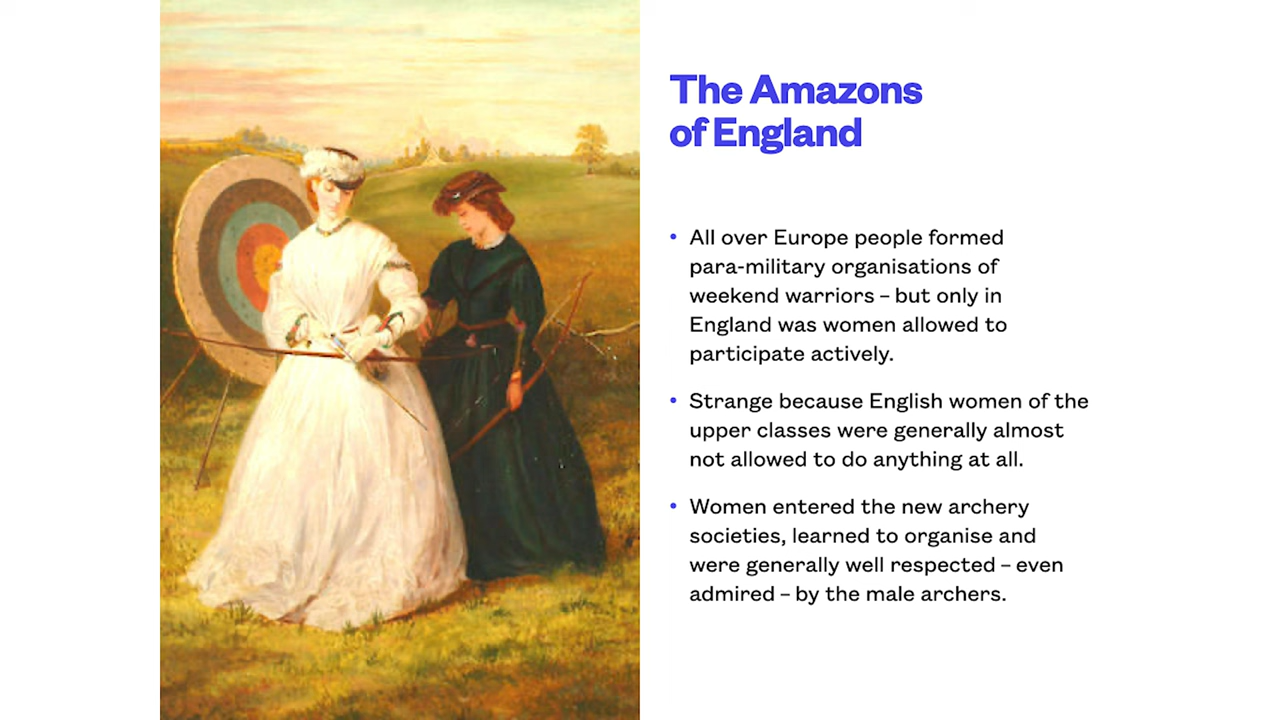 The Amazons
of England
• All over Europe people formed
para-military organisations of
weekend warriors – but only in
England was women allowed to
participate actively.
• Strange because English women of the
upper classes were generally almost
not allowed to do anything at all.
• Women entered the new archery
societies, learned to organise and
were generally well respected – even
admired – by the male archers.